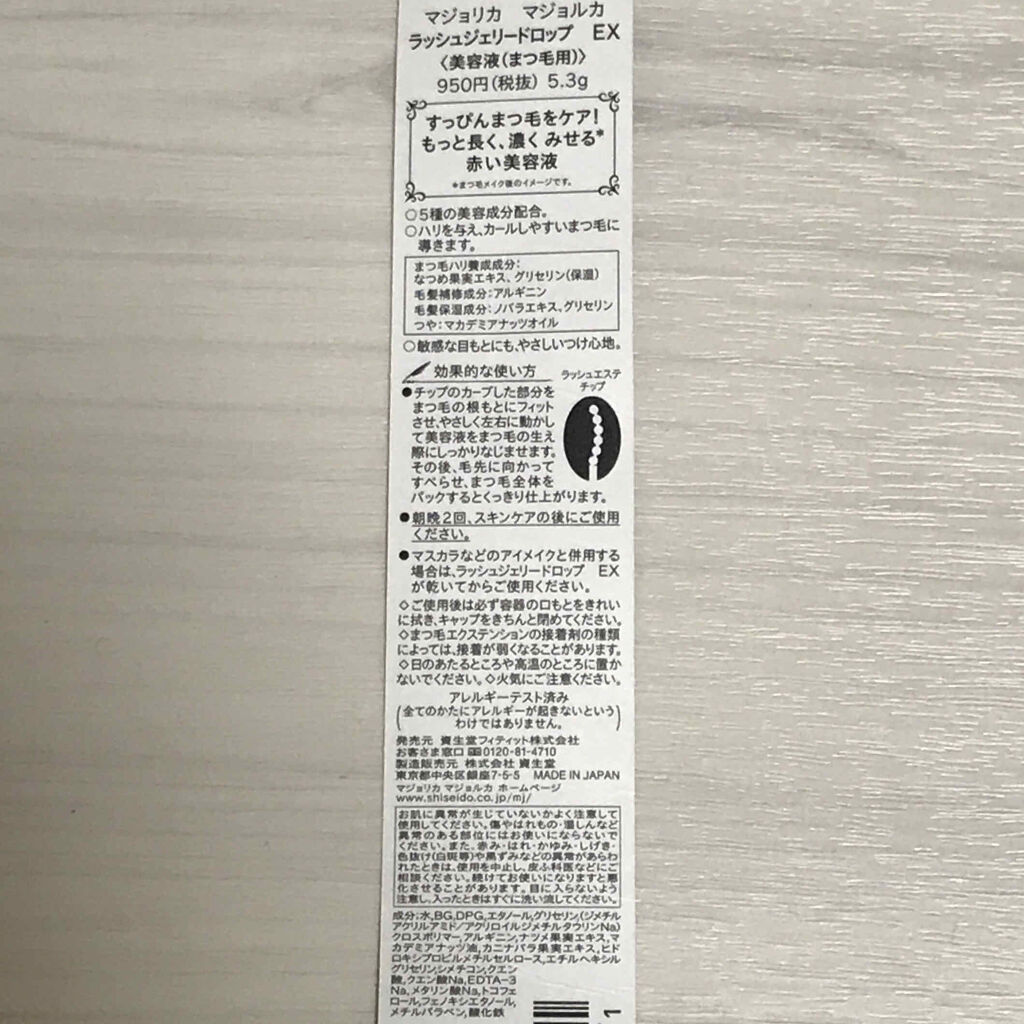 マジョリカ マジョルカ
ラッシュジェリードロップ EX
〈美容液(まつ毛用)〉
950円(税抜) 5.3g
すっぴんまつ毛をケア!
もっと長く、濃く みせる*
赤い美容液
*まつ毛メイク後のイメージです。
○5種の美容成分配合。
○ハリを与え、カールしやすいまつ毛に
導きます。
まつ毛ハリ養成成分:
なつめ果実エキス、グリセリン(保湿)
毛髪補修成分:アルギニン
毛髪保湿成分:ノバラエキス、グリセリン
つや:マカデミアナッツオイル
○敏感な目もとにも、やさしいつけ心地。
効果的な使い方
ラッシュエステ
チップ
●チップのカーブした部分を
まつ毛の根もとにフィット
させ、やさしく左右に動かし
て美容液をまつ毛の生え
際にしっかりなじませます。
その後、毛先に向かって
すべらせ、まつ毛全体を
パックするとくっきり仕上がります。
●朝晩2回、スキンケアの後にご使用
ください。
●マスカラなどのアイメイクと併用する
場合は、ラッシュジェリードロップ EX
が乾いてからご使用ください。
◇ご使用後は必ず容器の口もとをきれい
に拭き、キャップをきちんと閉めてください。
◇まつ毛エクステンションの接着剤の種類
によっては、接着が弱くなることがあります。
◇日のあたるところや高温のところに置か
ないでください。◇火気にご注意ください。
アレルギーテスト済み
(全てのかたにアレルギーが起きないという
わけではありません。)
発売元 資生堂フィティット株式会社
お客さま窓口 0120-81-4710
製造販売元 株式会社 資生堂
東京都中央区銀座7-5-5 MADE IN JAPAN
マジョリカ マジョルカ ホームページ
www.shiseido.co.jp/mj/
お肌に異常が生じていないかよく注意して
使用してください。傷やはれもの・湿しんなど
異常のある部位にはお使いにならないで
ください。また、赤み・はれ・かゆみ・しげき・
色抜け(白斑等)や黒ずみなどの異常があらわ
れたときは、使用を中止し、皮ふ科医などにご
相談ください。続けてお使いになりますと悪
化させることがあります。目に入らないよう
注意し、入ったときはすぐに洗い流してください。
成分:水,BG,DPG,エタノール,グリセリン,(ジメチル
アクリルアミド/アクリロイルジメチルタウリンNa)
クロスポリマー,アルギニン,ナツメ果実エキス,マ
カデミアナッツ油,カニナバラ果実エキス,ヒド
ロキシプロピルメチルセルロース,エチルヘキシル
グリセリン,シメチコン,クエン
酸,クエン酸Na,EDTA-3
Na,メタリン酸Na,トコフェ
ロール,フェノキシエタノール,
メチルパラベン,酸化鉄